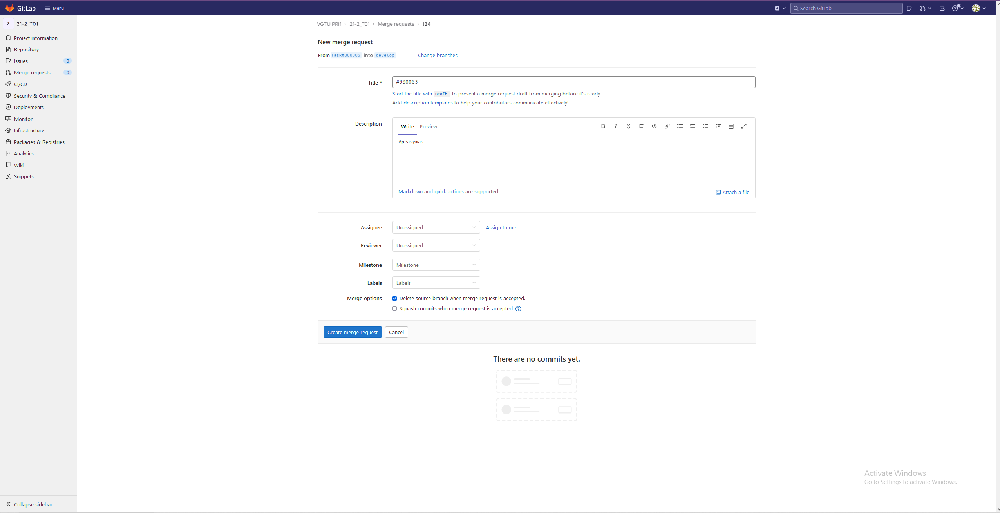 GitLab Menu Search GitLab
2 21-2_T01
Project information
Repository
Issues 0
Merge requests 0
CI/CD
Security & Compliance
Deployments
Monitor
Infrastructure
Packages & Registries
Analytics
Wiki
Snippets
Collapse sidebar
VGTU PRIf > 21-2_T01 > Merge requests > !34
New merge request
From Task#000003 into develop Change branches
Title * #000003
Start the title with Draft: to prevent a merge request draft from merging before it's ready.
Add description templates to help your contributors communicate effectively!
Description Write Preview
Aprašymas
Markdown and quick actions are supported Attach a file
Assignee Unassigned Assign to me
Reviewer Unassigned
Milestone Milestone
Labels Labels
Merge options Delete source branch when merge request is accepted.
Squash commits when merge request is accepted.
Create merge request Cancel
There are no commits yet.
Activate Windows
Go to Settings to activate Windows.